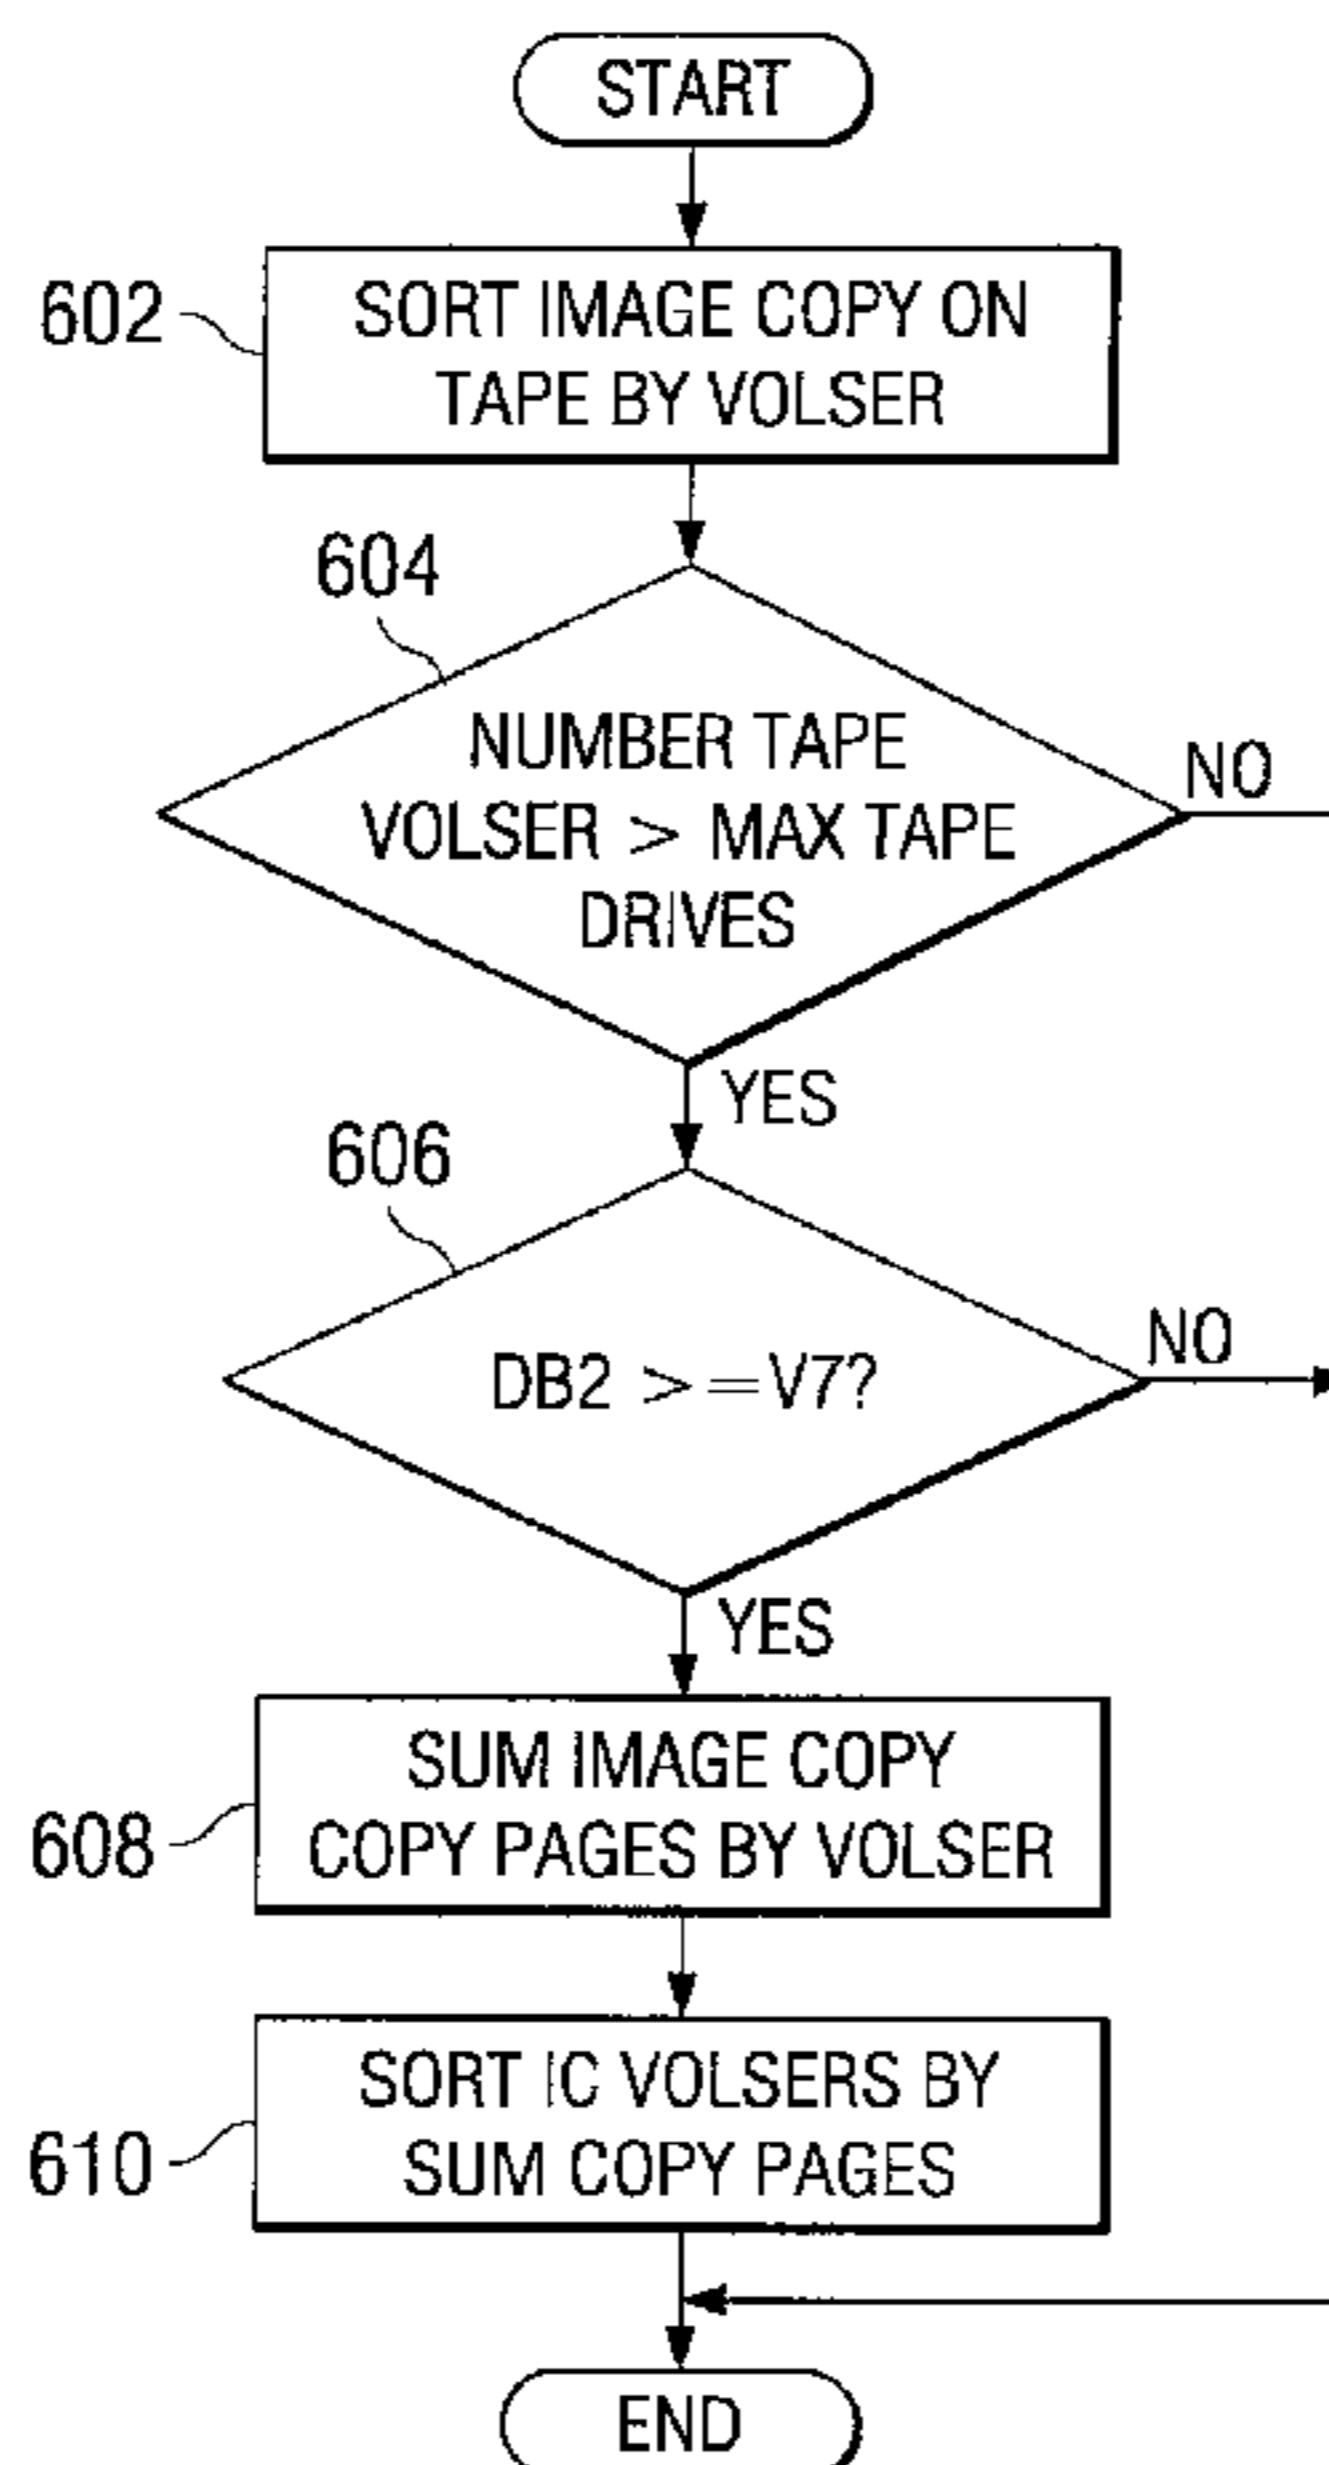 START
602
SORT IMAGE COPY ON
TAPE BY VOLSER
604
NUMBER TAPE
VOLSER > MAX TAPE
DRIVES
NO
YES
606
DB2 >=V7?
NO
YES
608
SUM IMAGE COPY
COPY PAGES BY VOLSER
610
SORT IC VOLSERS BY
SUM COPY PAGES
END